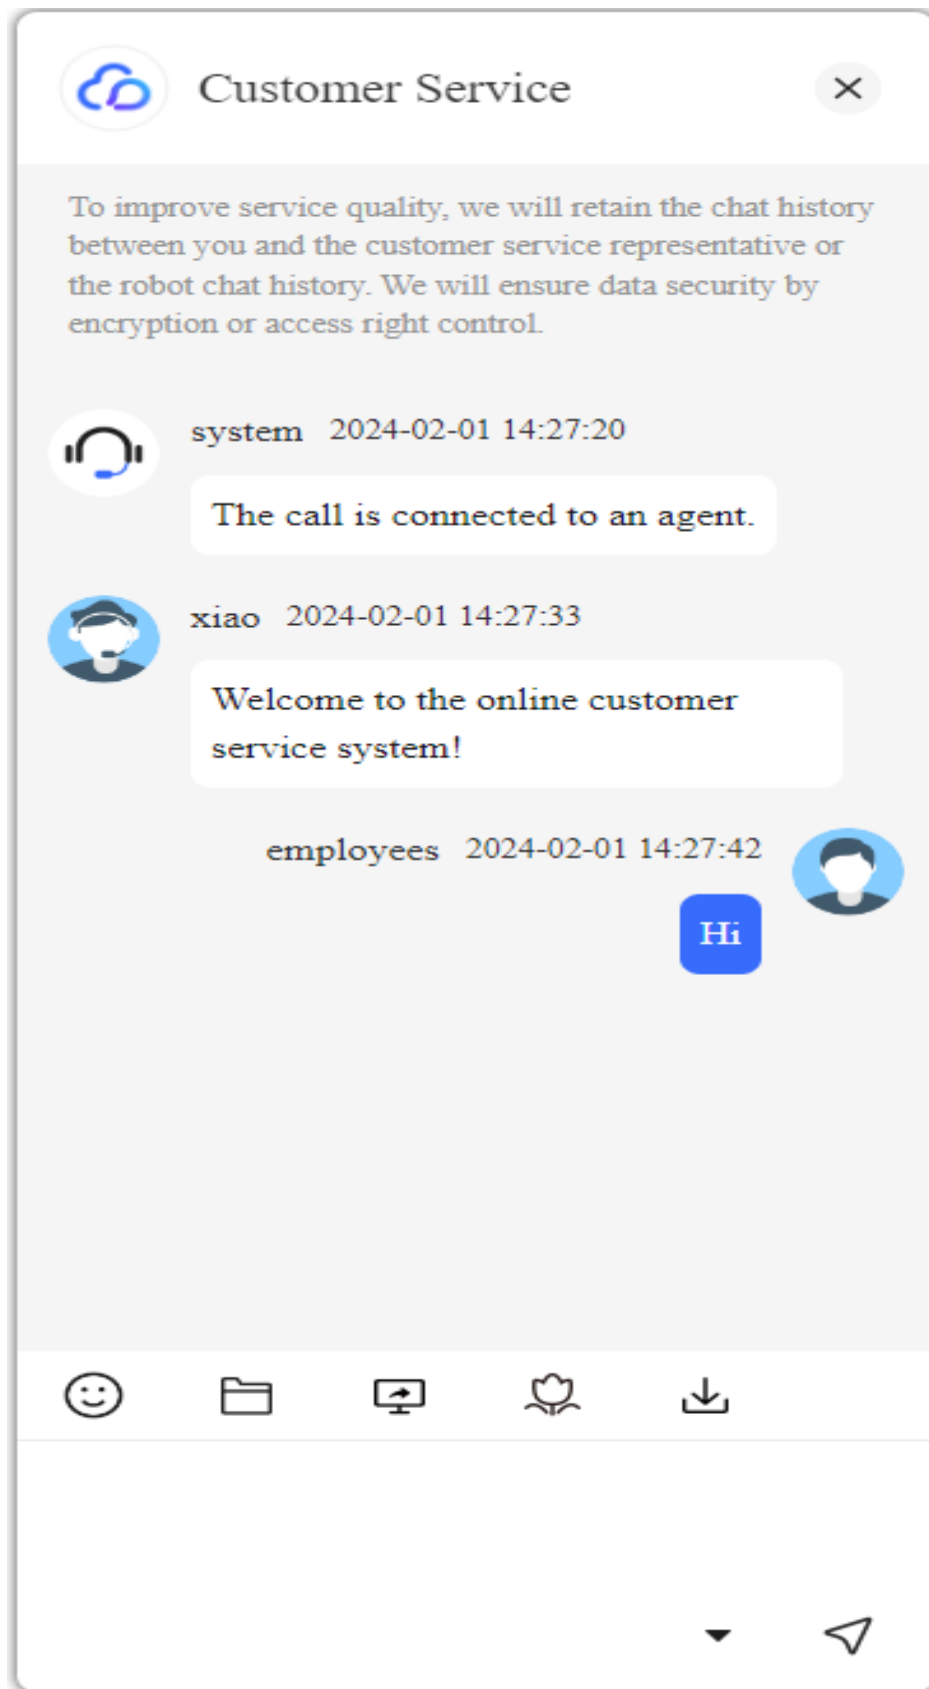 Customer Service
To improve service quality, we will retain the chat history
between you and the customer service representative or
the robot chat history. We will ensure data security by
encryption or access right control.
system 2024-02-01 14:27:20
The call is connected to an agent.
xiao 2024-02-01 14:27:33
Welcome to the online customer
service system!
employees 2024-02-01 14:27:42
Hi